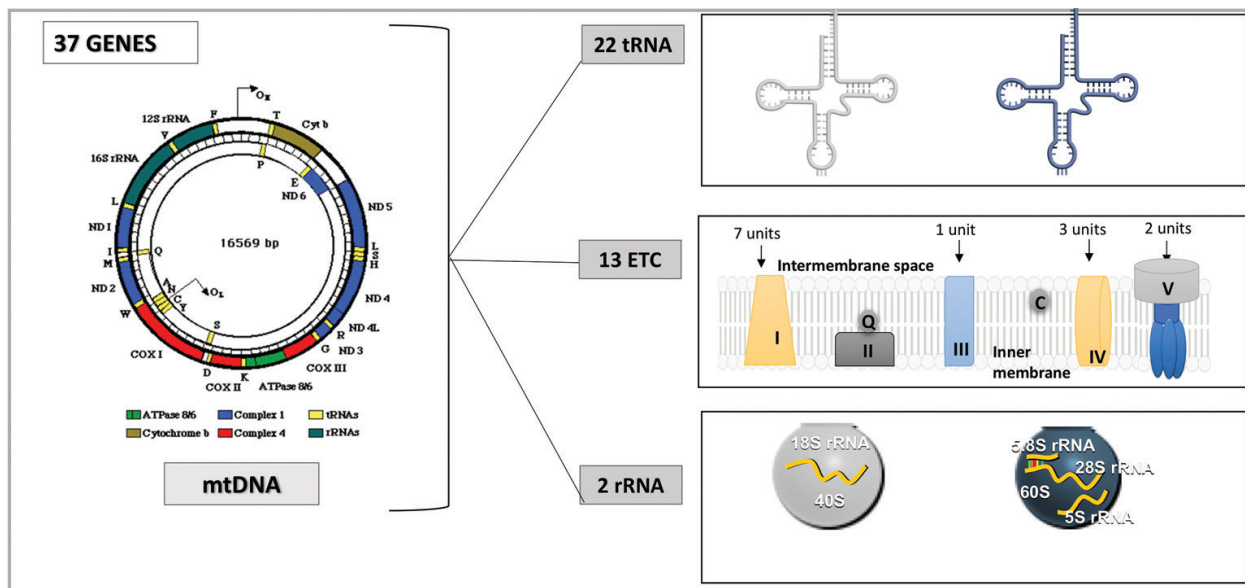 37 GENES
O_H
F
T
12S rRNA
Cyt b
V
16S rRNA
P
E
ND 6
L
ND 5
ND I
16569 bp
I
Q
L
S
M
H
A
N
C
Y
O_L
ND 2
ND 4
W
S
ND 4L
R
COX I
G
ND 3
D
COX III
K
COX II
ATPase 8/6
ATPase 8/6
Complex 1
tRNAs
Cytochrome b
Complex 4
rRNAs
mtDNA
22 tRNA
13 ETC
2 rRNA
7 units
1 unit
3 units
2 units
Intermembrane space
V
C
Q
I
II
III
Inner
membrane
IV
18S rRNA
40S
5.8S rRNA
28S rRNA
60S
5S rRNA